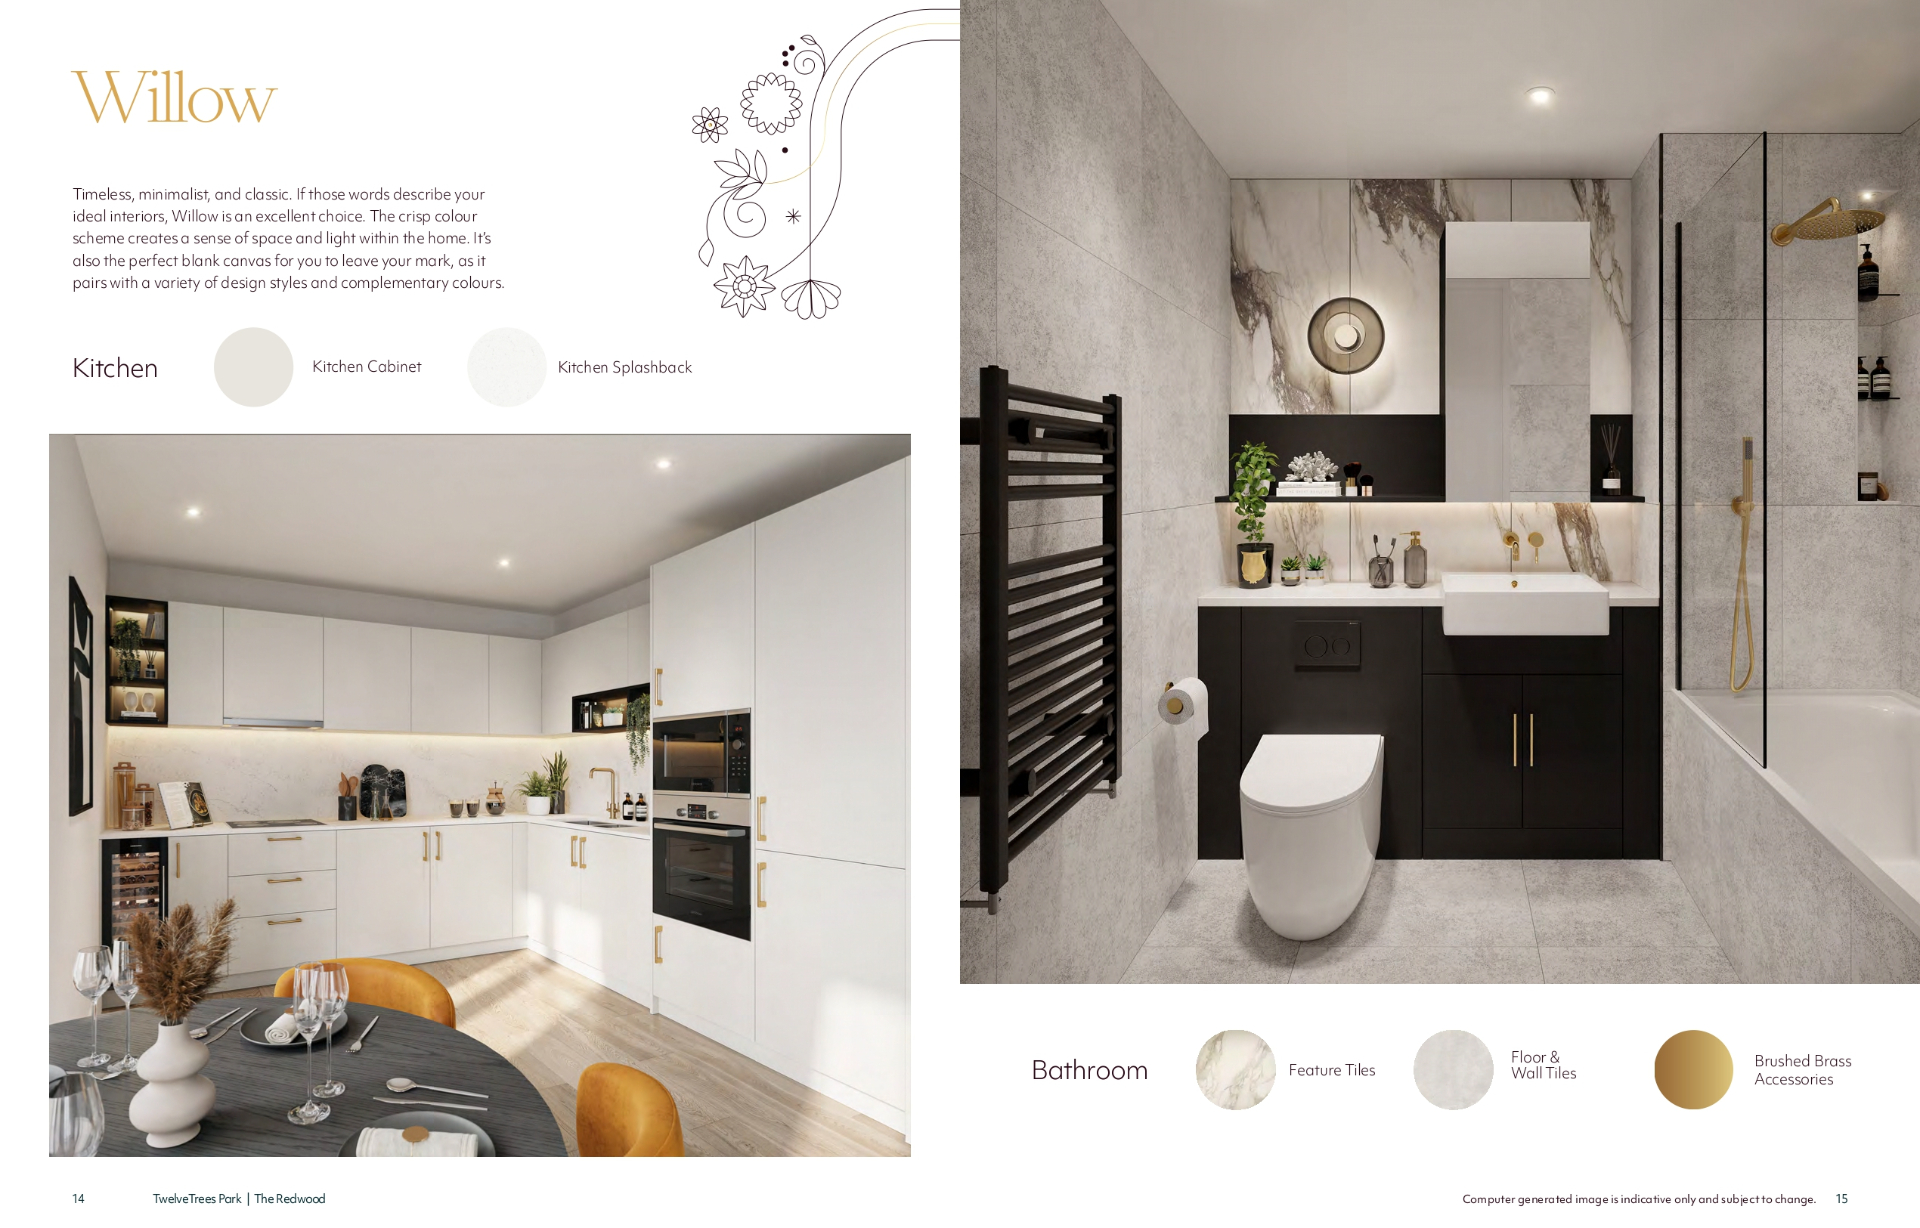 Willow
Timeless, minimalist, and classic. If those words describe your
ideal interiors, Willow is an excellent choice. The crisp colour
scheme creates a sense of space and light within the home. It's
also the perfect blank canvas for you to leave your mark, as it
pairs with a variety of design styles and complementary colours.
Kitchen
Kitchen Cabinet
Kitchen Splashback
Bathroom
Feature Tiles
Floor &
Wall Tiles
Brushed Brass
Accessories
14
TwelveTrees Park | The Redwood
Computer generated image is indicative only and subject to change.
15